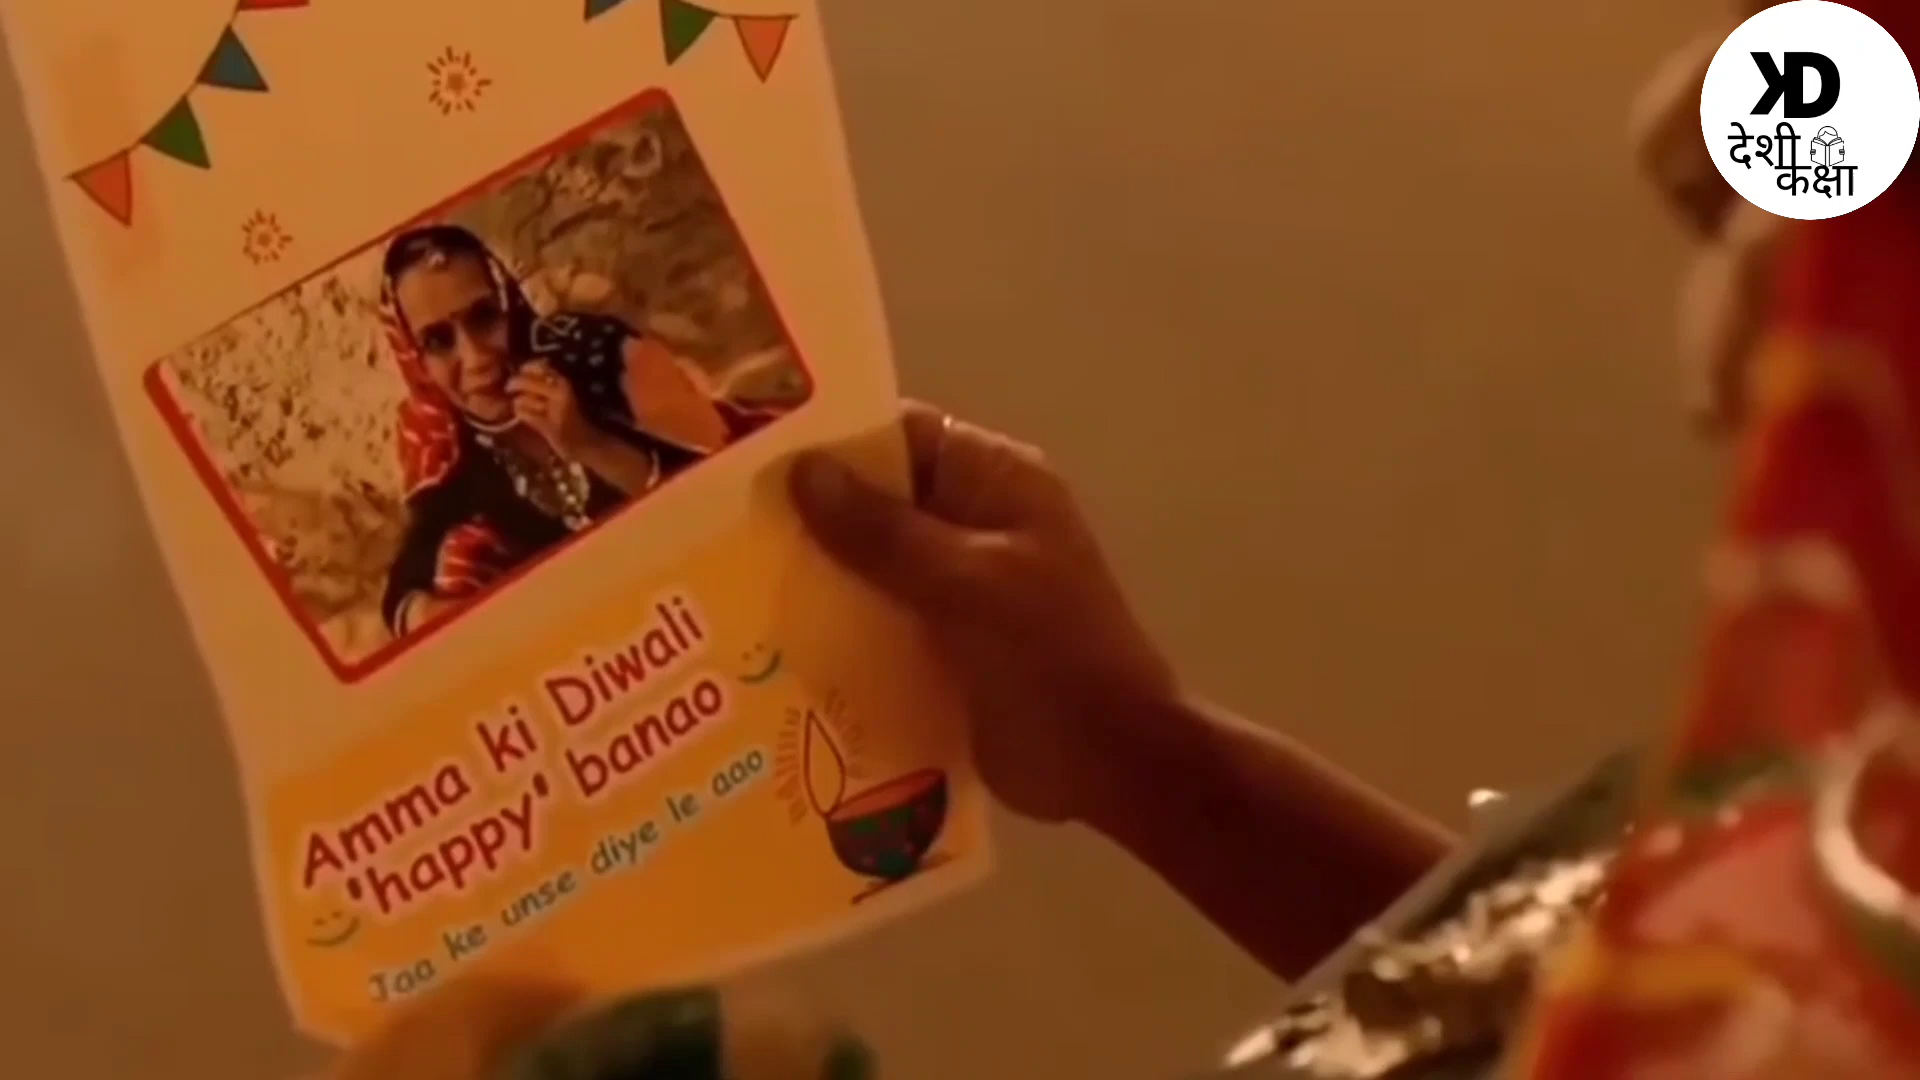 KD
देशी
कक्षा
Amma ki Diwali
'happy' banao
Jaa ke unse diye le aao